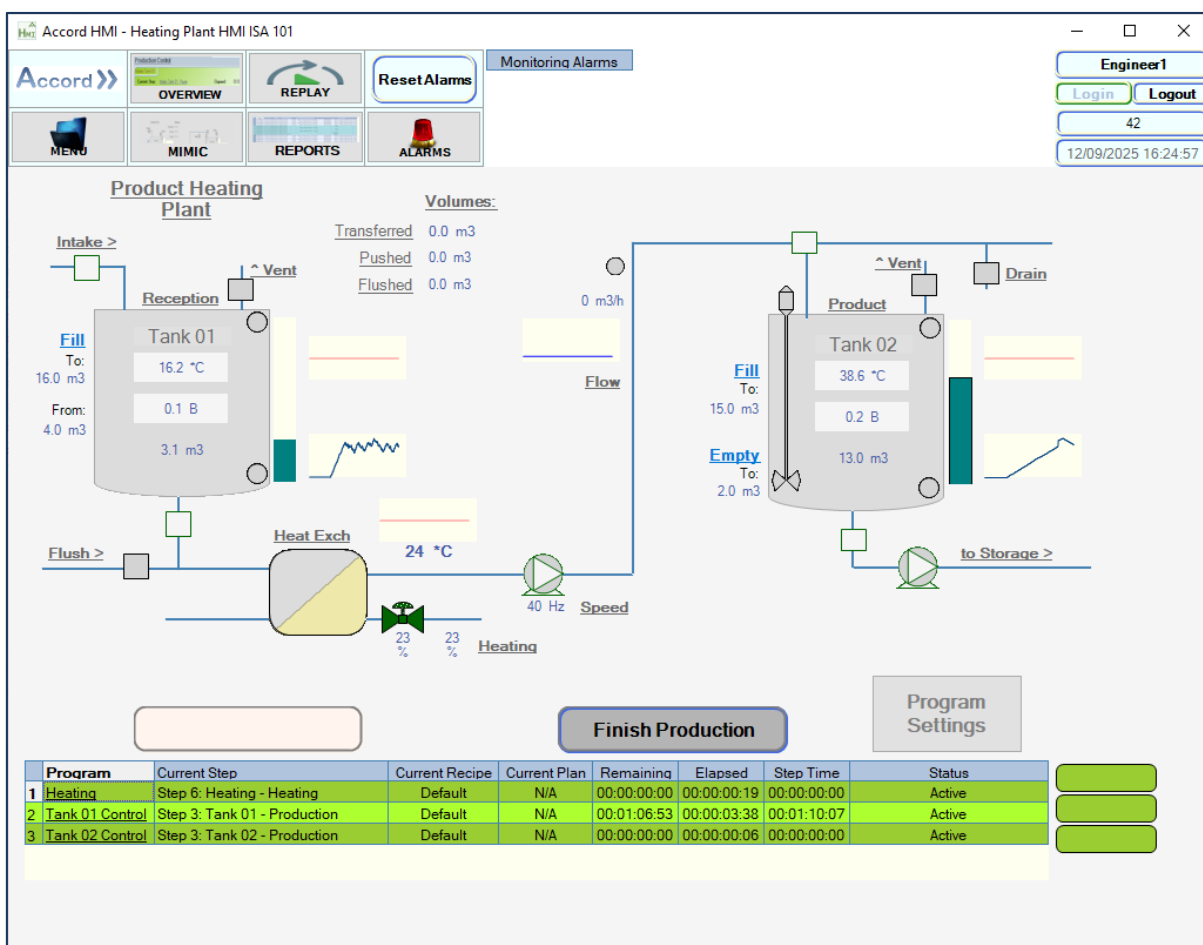 Accord HMI - Heating Plant HMI ISA 101
Accord
OVERVIEW
REPLAY
Reset Alarms
Monitoring Alarms
Engineer1
Login
Logout
MENU
MIMIC
REPORTS
ALARMS
42
12/09/2025 16:24:57
Product Heating
Plant
Volumes:
Transferred 0.0 m3
Pushed 0.0 m3
Flushed 0.0 m3
Intake >
^ Vent
Reception
Tank 01
16.2 °C
0.1 B
3.1 m3
Fill
To:
16.0 m3
From:
4.0 m3
0 m3/h
Flow
^ Vent
Drain
Product
Tank 02
38.6 °C
0.2 B
13.0 m3
Fill
To:
15.0 m3
Empty
To:
2.0 m3
Flush >
Heat Exch
24 °C
40 Hz
Speed
23
%
23
%
Heating
to Storage >
Finish Production
Program
Settings
Program Current Step Current Recipe Current Plan Remaining Elapsed Step Time Status
1 Heating Step 6: Heating - Heating Default N/A 00:00:00:00 00:00:00:19 00:00:00:00 Active
2 Tank 01 Control Step 3: Tank 01 - Production Default N/A 00:01:06:53 00:00:03:38 00:01:10:07 Active
3 Tank 02 Control Step 3: Tank 02 - Production Default N/A 00:00:00:00 00:00:00:06 00:00:00:00 Active